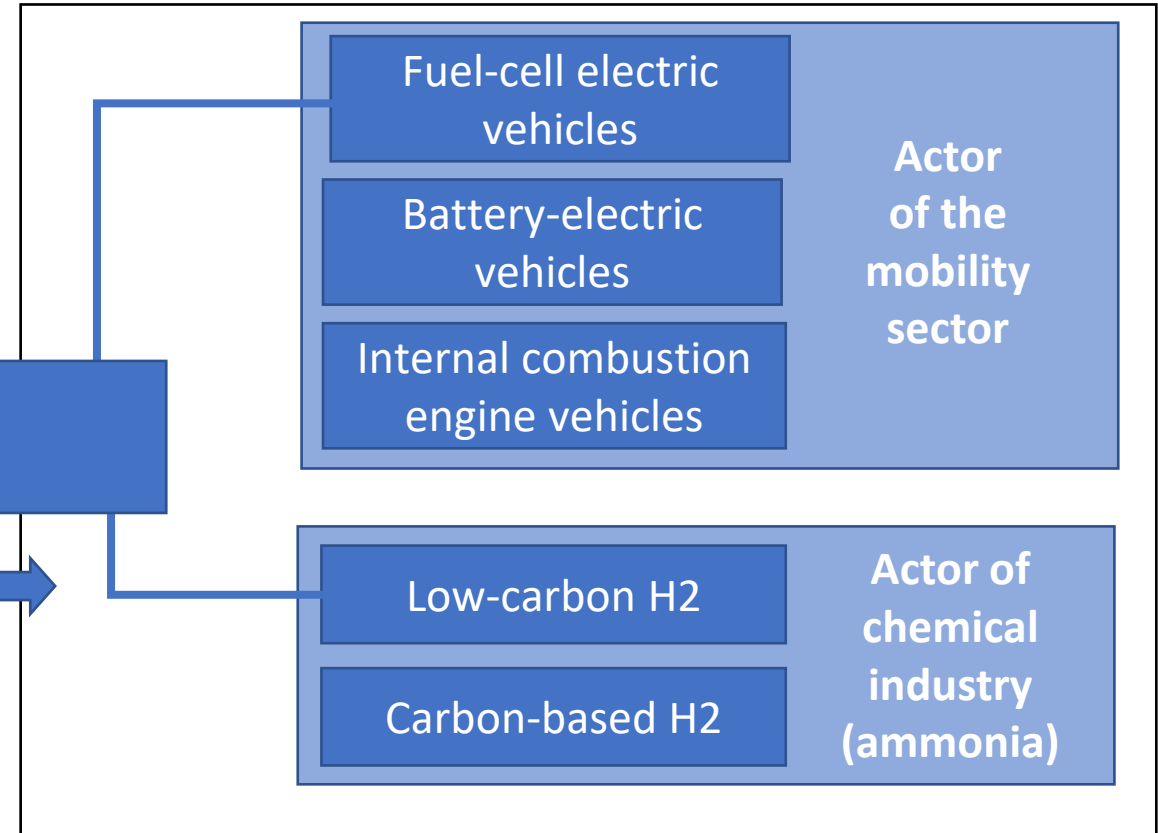 Fuel-cell electric
vehicles
Battery-electric
vehicles
Internal combustion
engine vehicles
Actor
of the
mobility
sector
Low-carbon H2
Carbon-based H2
Actor of
chemical
industry
(ammonia)